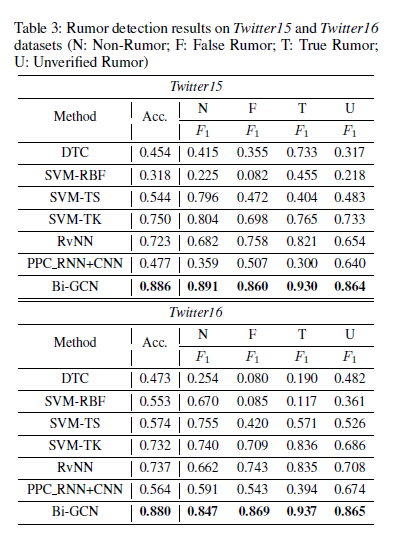 Table 3: Rumor detection results on Twitter15 and Twitter16
datasets (N: Non-Rumor; F: False Rumor; T: True Rumor;
U: Unverified Rumor)
Twitter15
Method Acc. N F T U
F1 F1 F1 F1
DTC 0.454 0.415 0.355 0.733 0.317
SVM-RBF 0.318 0.225 0.082 0.455 0.218
SVM-TS 0.544 0.796 0.472 0.404 0.483
SVM-TK 0.750 0.804 0.698 0.765 0.733
RvNN 0.723 0.682 0.758 0.821 0.654
PPC_RNN+CNN 0.477 0.359 0.507 0.300 0.640
Bi-GCN 0.886 0.891 0.860 0.930 0.864
Twitter16
Method Acc. N F T U
F1 F1 F1 F1
DTC 0.473 0.254 0.080 0.190 0.482
SVM-RBF 0.553 0.670 0.085 0.117 0.361
SVM-TS 0.574 0.755 0.420 0.571 0.526
SVM-TK 0.732 0.740 0.709 0.836 0.686
RvNN 0.737 0.662 0.743 0.835 0.708
PPC_RNN+CNN 0.564 0.591 0.543 0.394 0.674
Bi-GCN 0.880 0.847 0.869 0.937 0.865